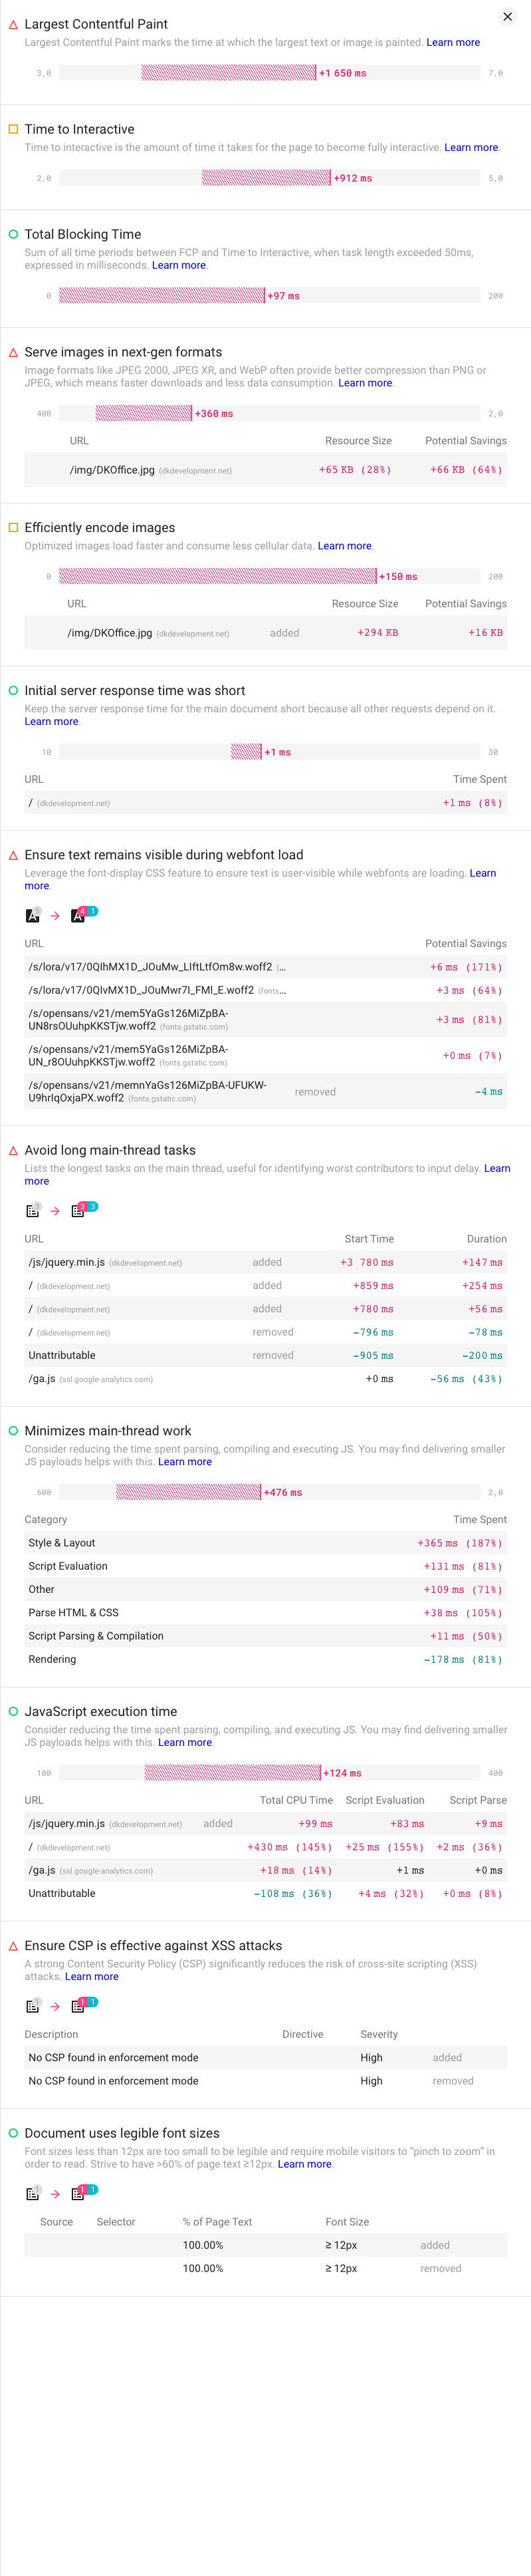 Largest Contentful Paint
Largest Contentful Paint marks the time at which the largest text or image is painted. Learn more
3,0 +1 650 ms 7,0
Time to Interactive
Time to interactive is the amount of time it takes for the page to become fully interactive. Learn more.
2,0 +912 ms 5,0
Total Blocking Time
Sum of all time periods between FCP and Time to Interactive, when task length exceeded 50ms,
expressed in milliseconds. Learn more.
0 +97 ms 200
Serve images in next-gen formats
Image formats like JPEG 2000, JPEG XR, and WebP often provide better compression than PNG or
JPEG, which means faster downloads and less data consumption. Learn more.
400 +360 ms 2,0
URL Resource Size Potential Savings
/img/DKOffice.jpg (dkdevelopment.net) +65 KB (28%) +66 KB (64%)
Efficiently encode images
Optimized images load faster and consume less cellular data. Learn more.
0 +150 ms 200
URL Resource Size Potential Savings
/img/DKOffice.jpg (dkdevelopment.net) added +294 KB +16 KB
Initial server response time was short
Keep the server response time for the main document short because all other requests depend on it.
Learn more.
10 +1 ms 30
URL Time Spent
/ (dkdevelopment.net) +1 ms (8%)
Ensure text remains visible during webfont load
Leverage the font-display CSS feature to ensure text is user-visible while webfonts are loading. Learn
more.
→ 4 1
URL Potential Savings
/s/lora/v17/0QIhMX1D_JOuMw_LIftLtfOm8w.woff2 (… +6 ms (171%)
/s/lora/v17/0QIvMX1D_JOuMwr7I_FMl_E.woff2 (fonts… +3 ms (64%)
/s/opensans/v21/mem5YaGs126MiZpBA- +3 ms (81%)
UN8rsOUuhpKKSTjw.woff2 (fonts.gstatic.com)
/s/opensans/v21/mem5YaGs126MiZpBA- +0 ms (7%)
UN_r8OUuhpKKSTjw.woff2 (fonts.gstatic.com)
/s/opensans/v21/memnYaGs126MiZpBA-UFUKW- removed -4 ms
U9hrIqOxjaPX.woff2 (fonts.gstatic.com)
Avoid long main-thread tasks
Lists the longest tasks on the main thread, useful for identifying worst contributors to input delay. Learn
more
3 → 3 3
URL Start Time Duration
/js/jquery.min.js (dkdevelopment.net) added +3 780 ms +147 ms
/ (dkdevelopment.net) added +859 ms +254 ms
/ (dkdevelopment.net) added +780 ms +56 ms
/ (dkdevelopment.net) removed -796 ms -78 ms
Unattributable removed -905 ms -200 ms
/ga.js (ssl.google-analytics.com) +0 ms -56 ms (43%)
Minimizes main-thread work
Consider reducing the time spent parsing, compiling and executing JS. You may find delivering smaller
JS payloads helps with this. Learn more
600 +476 ms 2,0
Category Time Spent
Style & Layout +365 ms (187%)
Script Evaluation +131 ms (81%)
Other +109 ms (71%)
Parse HTML & CSS +38 ms (105%)
Script Parsing & Compilation +11 ms (50%)
Rendering -178 ms (81%)
JavaScript execution time
Consider reducing the time spent parsing, compiling, and executing JS. You may find delivering smaller
JS payloads helps with this. Learn more.
100 +124 ms 400
URL Total CPU Time Script Evaluation Script Parse
/js/jquery.min.js (dkdevelopment.net) added +99 ms +83 ms +9 ms
/ (dkdevelopment.net) +430 ms (145%) +25 ms (155%) +2 ms (36%)
/ga.js (ssl.google-analytics.com) +18 ms (14%) +1 ms +0 ms
Unattributable -108 ms (36%) +4 ms (32%) +0 ms (8%)
Ensure CSP is effective against XSS attacks
A strong Content Security Policy (CSP) significantly reduces the risk of cross-site scripting (XSS)
attacks. Learn more
1 → 1 1
Description Directive Severity
No CSP found in enforcement mode High added
No CSP found in enforcement mode High removed
Document uses legible font sizes
Font sizes less than 12px are too small to be legible and require mobile visitors to “pinch to zoom” in
order to read. Strive to have >60% of page text ≥12px. Learn more.
1 → 1 1
Source Selector % of Page Text Font Size
100.00% ≥ 12px added
100.00% ≥ 12px removed